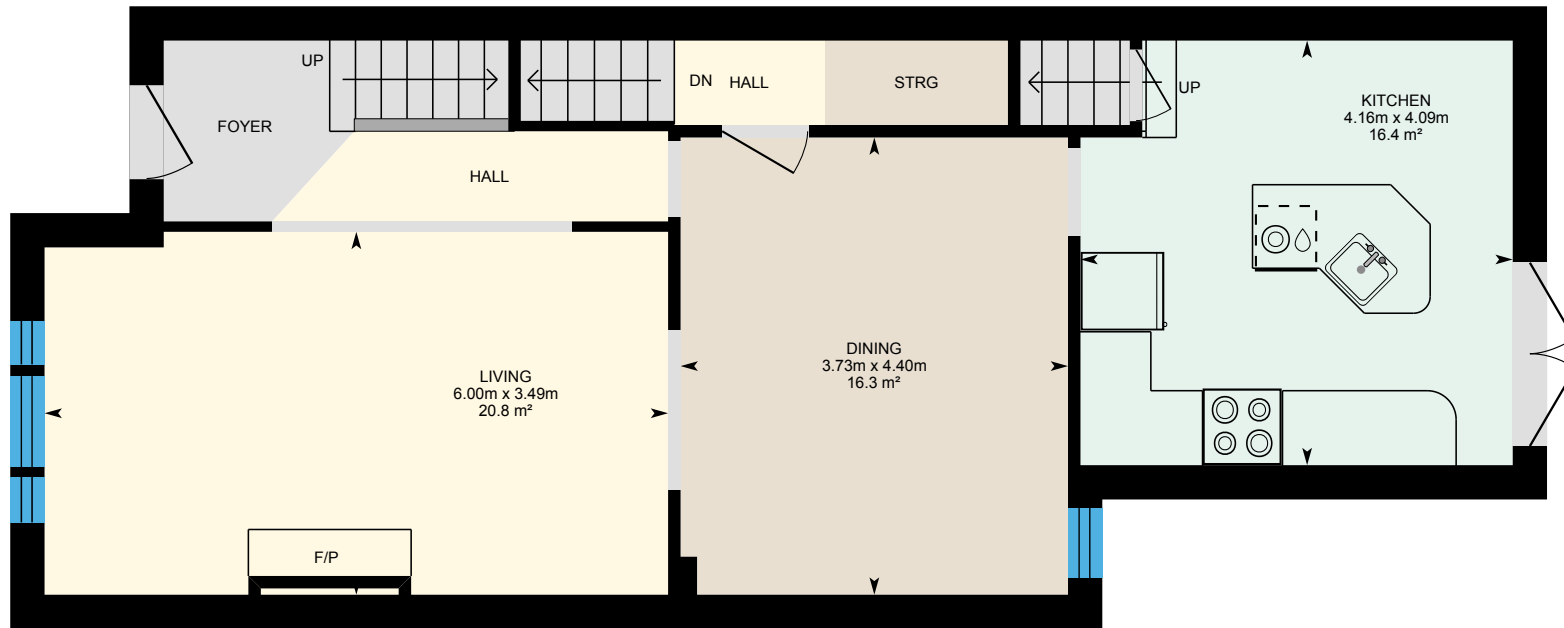 UP
FOYER
DN
HALL
STRG
UP
KITCHEN
4.16m x 4.09m
16.4 m²
HALL
LIVING
6.00m x 3.49m
20.8 m²
DINING
3.73m x 4.40m
16.3 m²
F/P